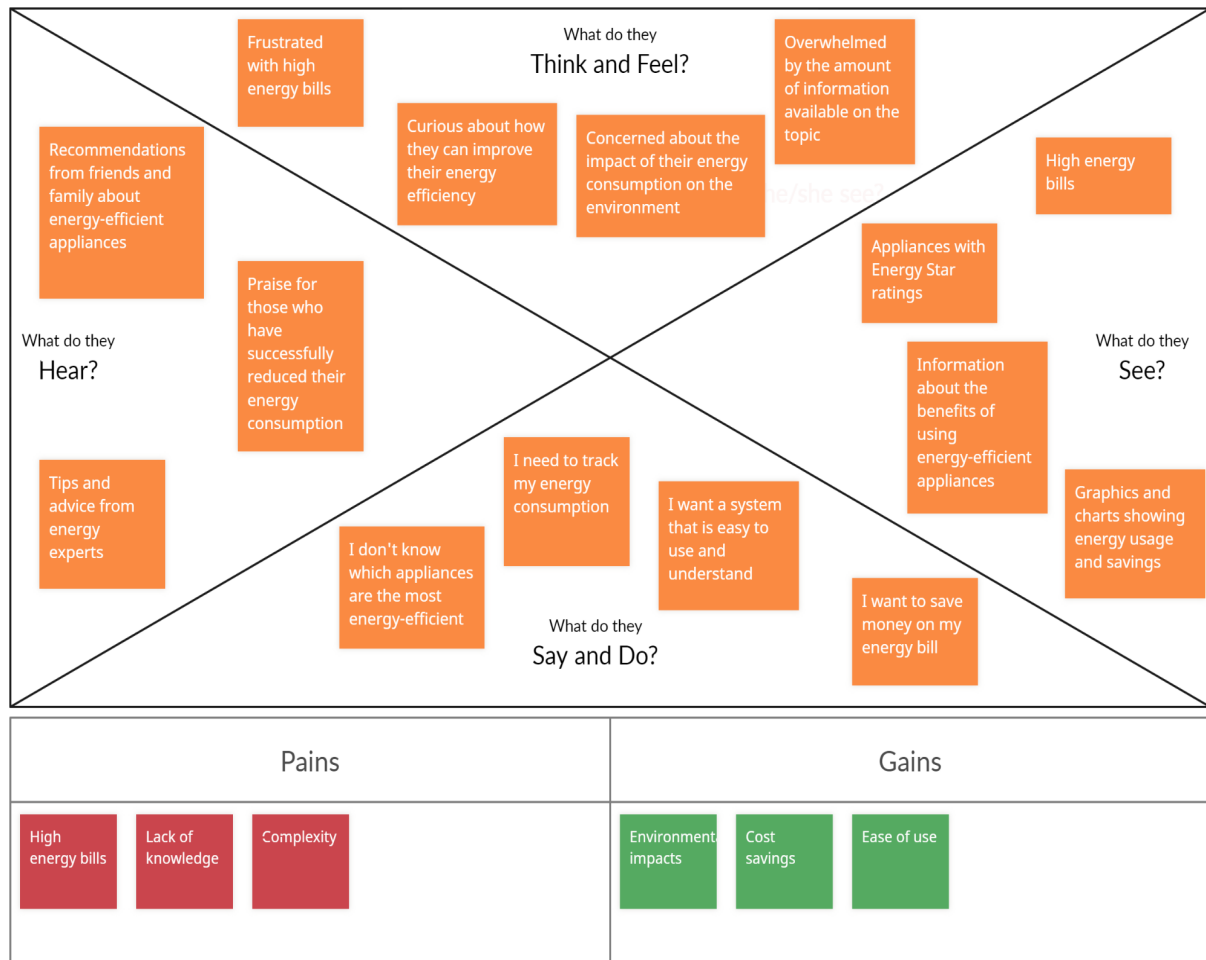 What do they
Think and Feel?
Frustrated
with high
energy bills
Curious about how
they can improve
their energy
efficiency
Concerned about the
impact of their energy
consumption on the
environment
Overwhelmed
by the amount
of information
available on the
topic
he/she see?
What do they
Hear?
Recommendations
from friends and
family about
energy-efficient
appliances
Praise for
those who
have
successfully
reduced their
energy
consumption
Tips and
advice from
energy
experts
What do they
See?
High energy
bills
Appliances with
Energy Star
ratings
Information
about the
benefits of
using
energy-efficient
appliances
Graphics and
charts showing
energy usage
and savings
I don't know
which appliances
are the most
energy-efficient
I need to track
my energy
consumption
I want a system
that is easy to
use and
understand
I want to save
money on my
energy bill
What do they
Say and Do?
Pains
High
energy bills
Lack of
knowledge
Complexity
Gains
Environmenta
impacts
Cost
savings
Ease of use